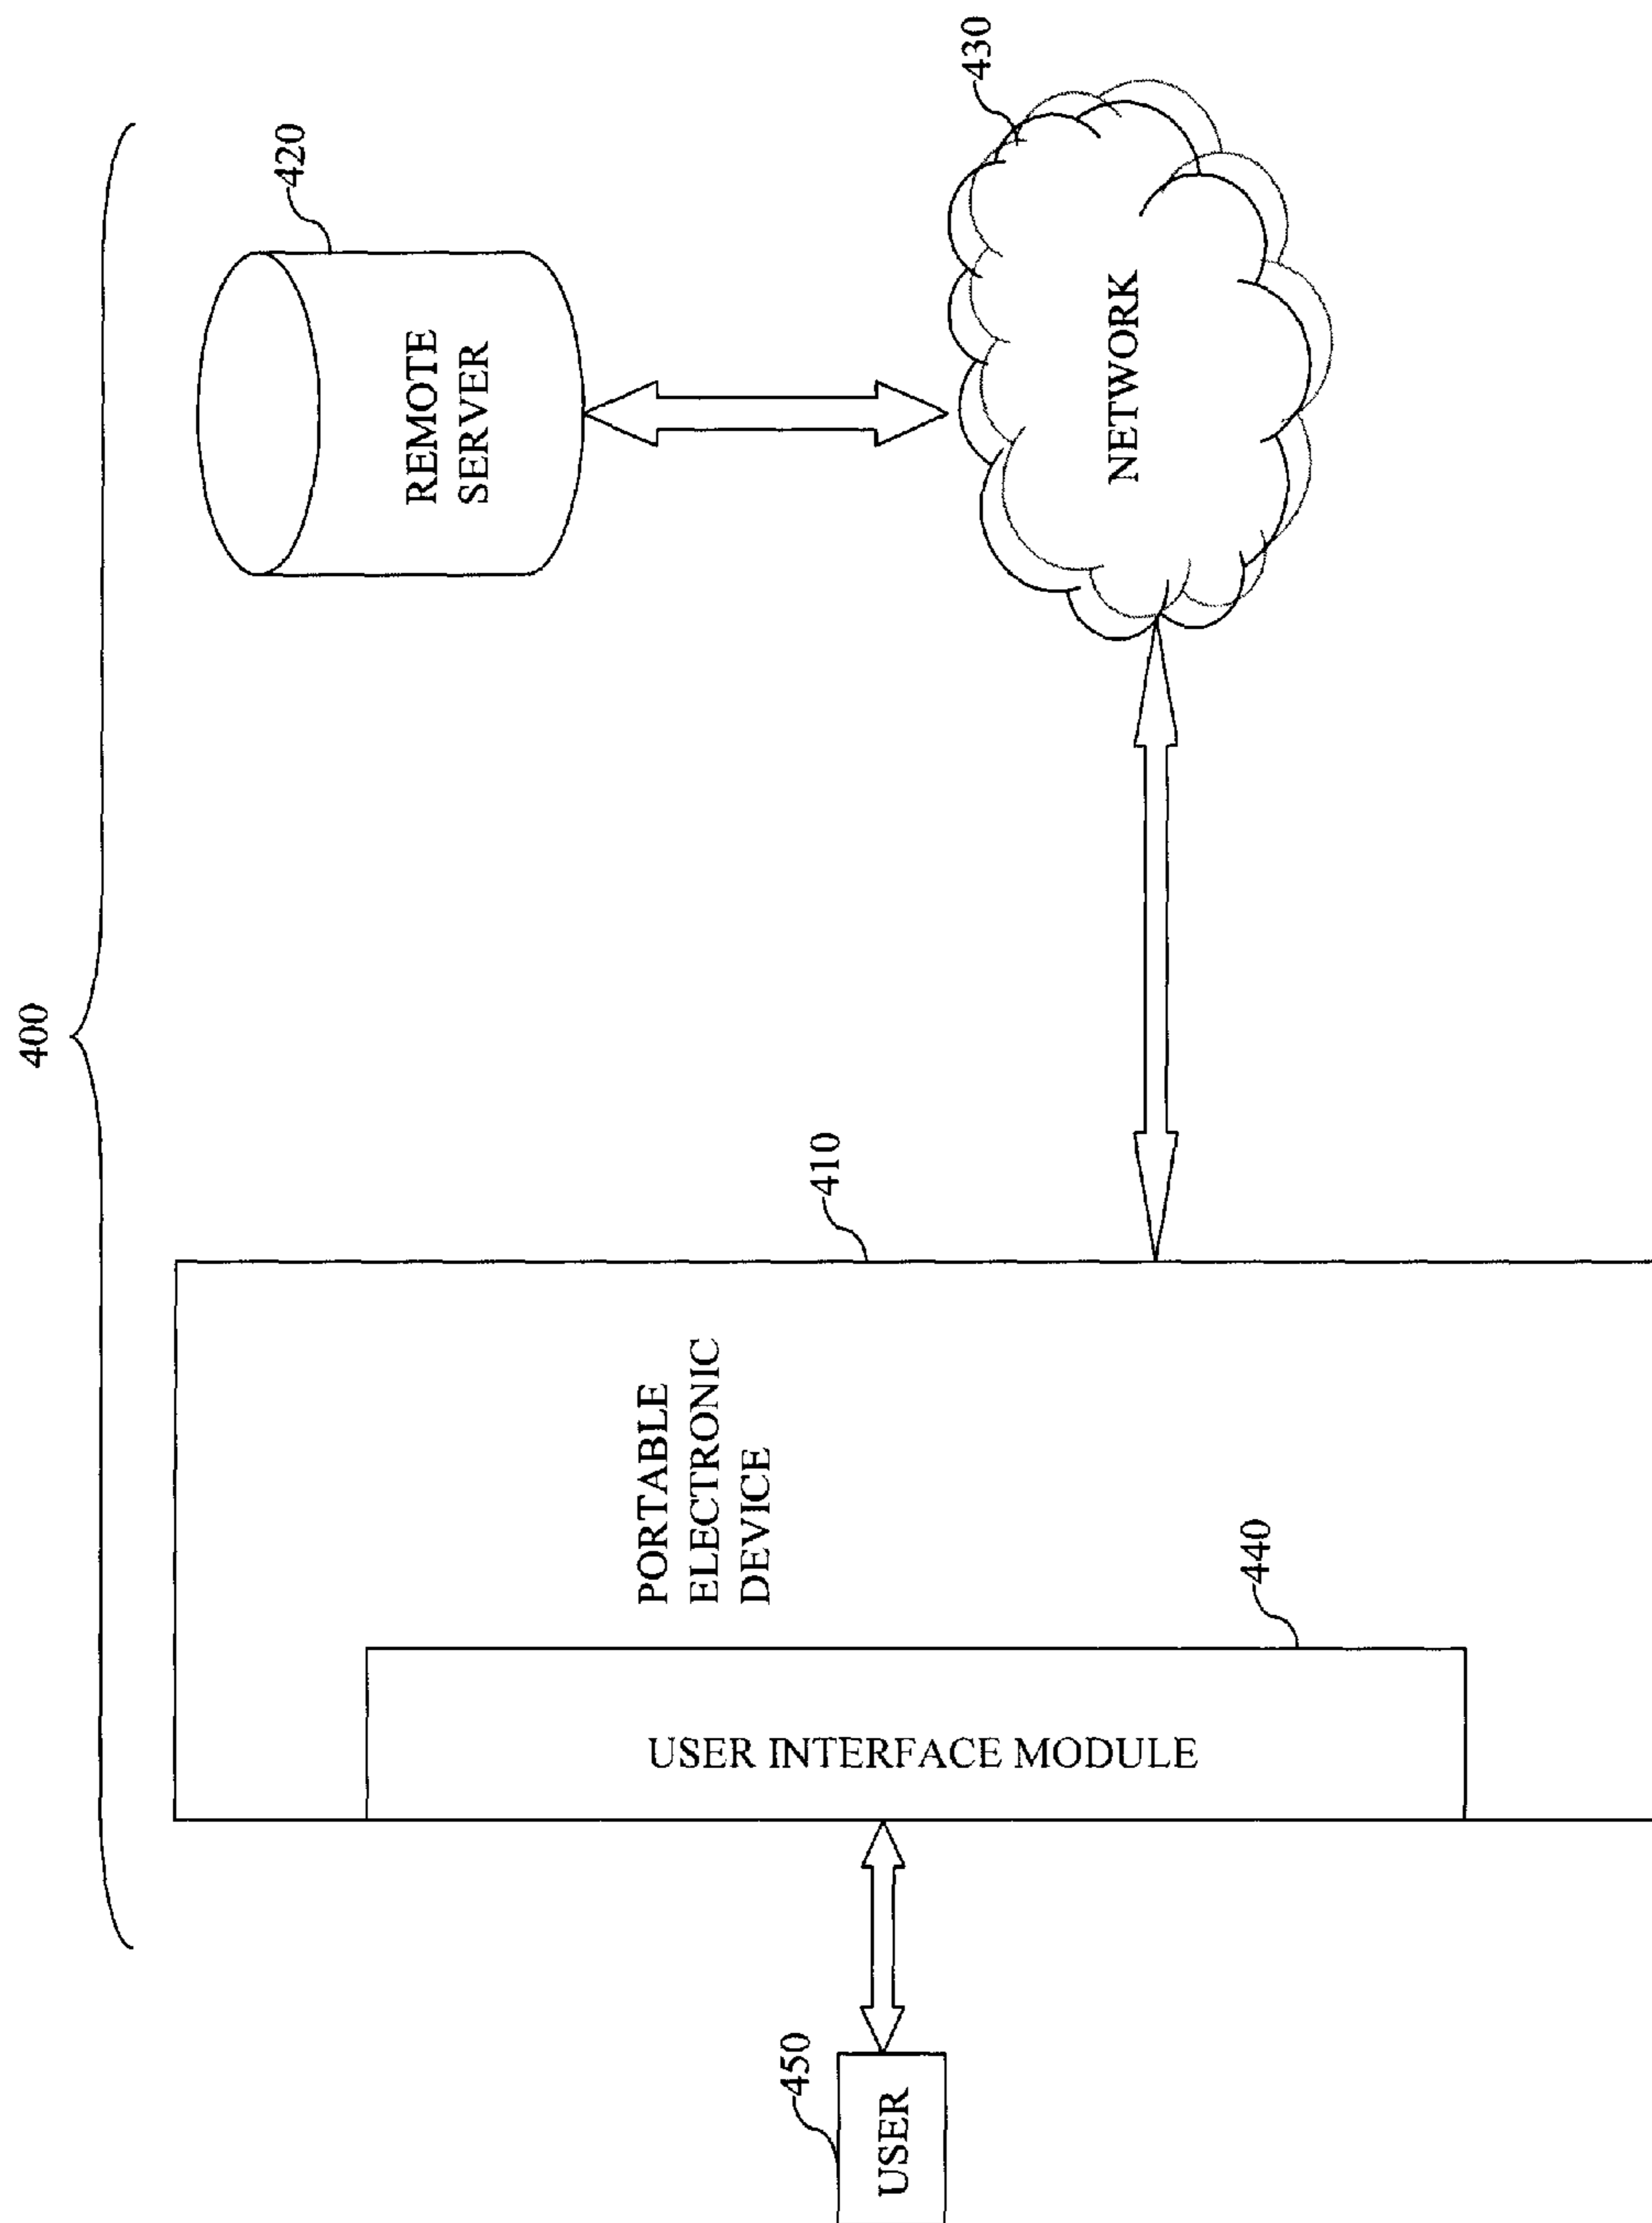 400
420
REMOTE
SERVER
430
NETWORK
410
PORTABLE
ELECTRONIC
DEVICE
440
USER INTERFACE MODULE
450
USER